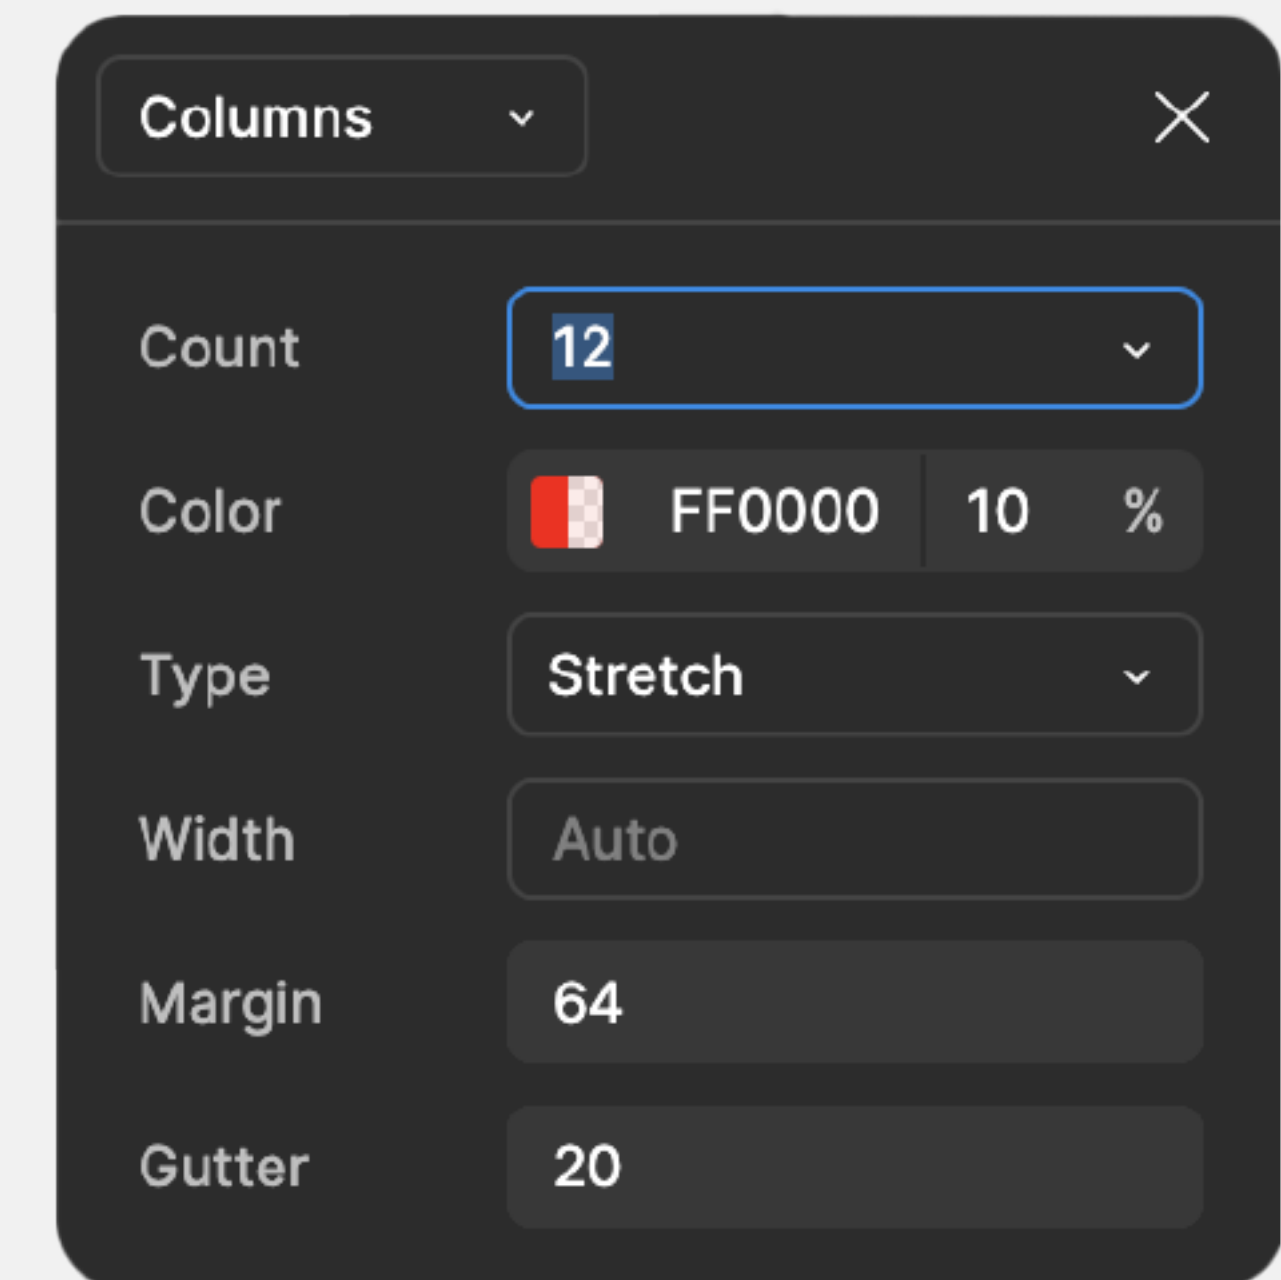 Columns
Count 12
Color FF0000 10 %
Type Stretch
Width Auto
Margin 64
Gutter 20